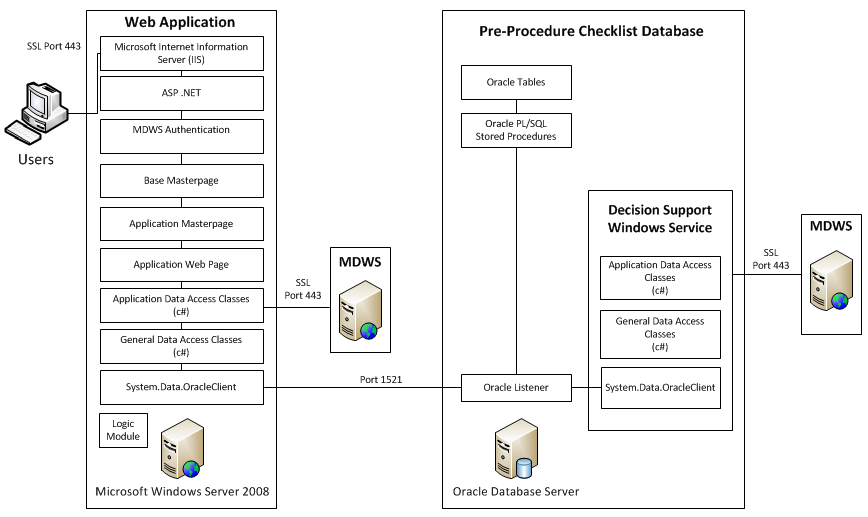 Web Application
SSL Port 443
Microsoft Internet Information
Server (IIS)
ASP .NET
MDWS Authentication
Users
Base Masterpage
Application Masterpage
Application Web Page
Application Data Access Classes
(c#)
General Data Access Classes
(c#)
System.Data.OracleClient
Logic
Module
Microsoft Windows Server 2008
SSL
Port 443
MDWS
Port 1521
Pre-Procedure Checklist Database
Oracle Tables
Oracle PL/SQL
Stored Procedures
Oracle Listener
Oracle Database Server
Decision Support
Windows Service
Application Data Access
Classes
(c#)
General Data Access
Classes
(c#)
System.Data.OracleClient
SSL
Port 443
MDWS